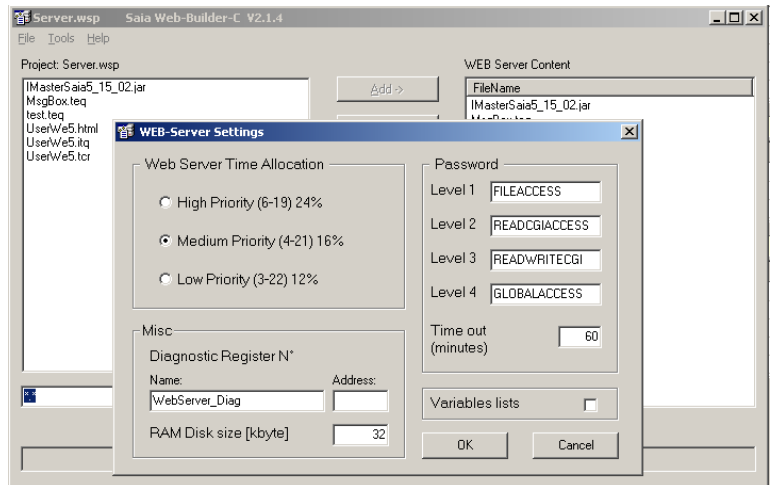 Server.wsp Saia Web-Builder-C V2.1.4
File Tools Help
Project: Server.wsp
WEB Server Content
IMasterSaia5_15_02.jar
MsgBox.teq
test.teq
UserWe5.html
UserWe5.itq
UserWe5.tcr
Add ->
FileName
IMasterSaia5_15_02.jar
WEB-Server Settings
Web Server Time Allocation
High Priority (6-19) 24%
Medium Priority (4-21) 16%
Low Priority (3-22) 12%
Password
Level 1 FILEACCESS
Level 2 READCGIACCESS
Level 3 READWRITECGI
Level 4 GLOBALACCESS
Time out
(minutes)
60
Misc
Diagnostic Register N°
Name: Address:
WebServer_Diag
RAM Disk size [kbyte] 32
Variables lists
OK Cancel
*.*